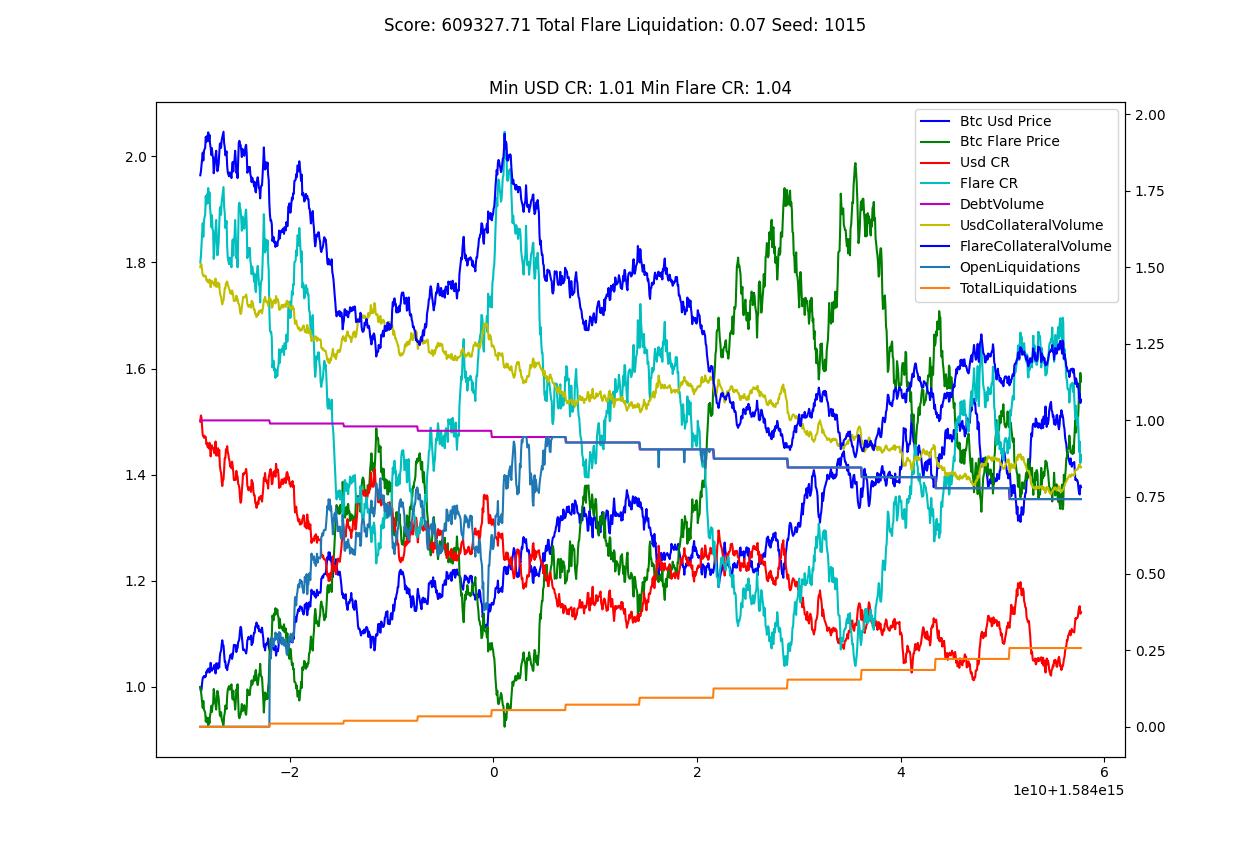 Score: 609327.71 Total Flare Liquidation: 0.07 Seed: 1015
Min USD CR: 1.01 Min Flare CR: 1.04
Btc Usd Price
Btc Flare Price
Usd CR
Flare CR
DebtVolume
UsdCollateralVolume
FlareCollateralVolume
OpenLiquidations
TotalLiquidations
2.0
1.8
1.6
1.4
1.2
1.0
2.00
1.75
1.50
1.25
1.00
0.75
0.50
0.25
0.00
−2
0
2
4
6
1e10+1.584e15